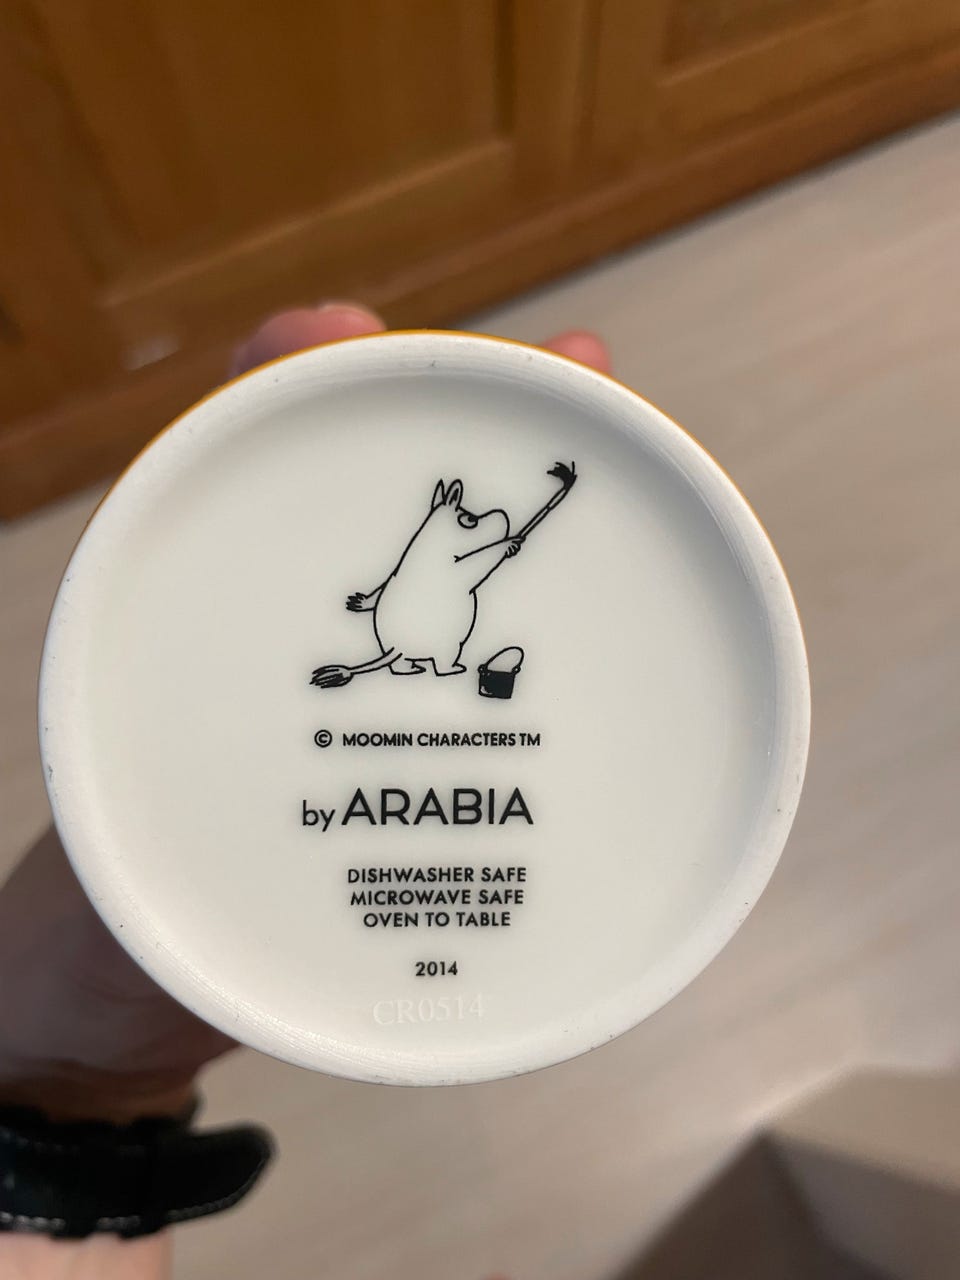 © MOOMIN CHARACTERS TM
by ARABIA
DISHWASHER SAFE
MICROWAVE SAFE
OVEN TO TABLE
2014
CR0514